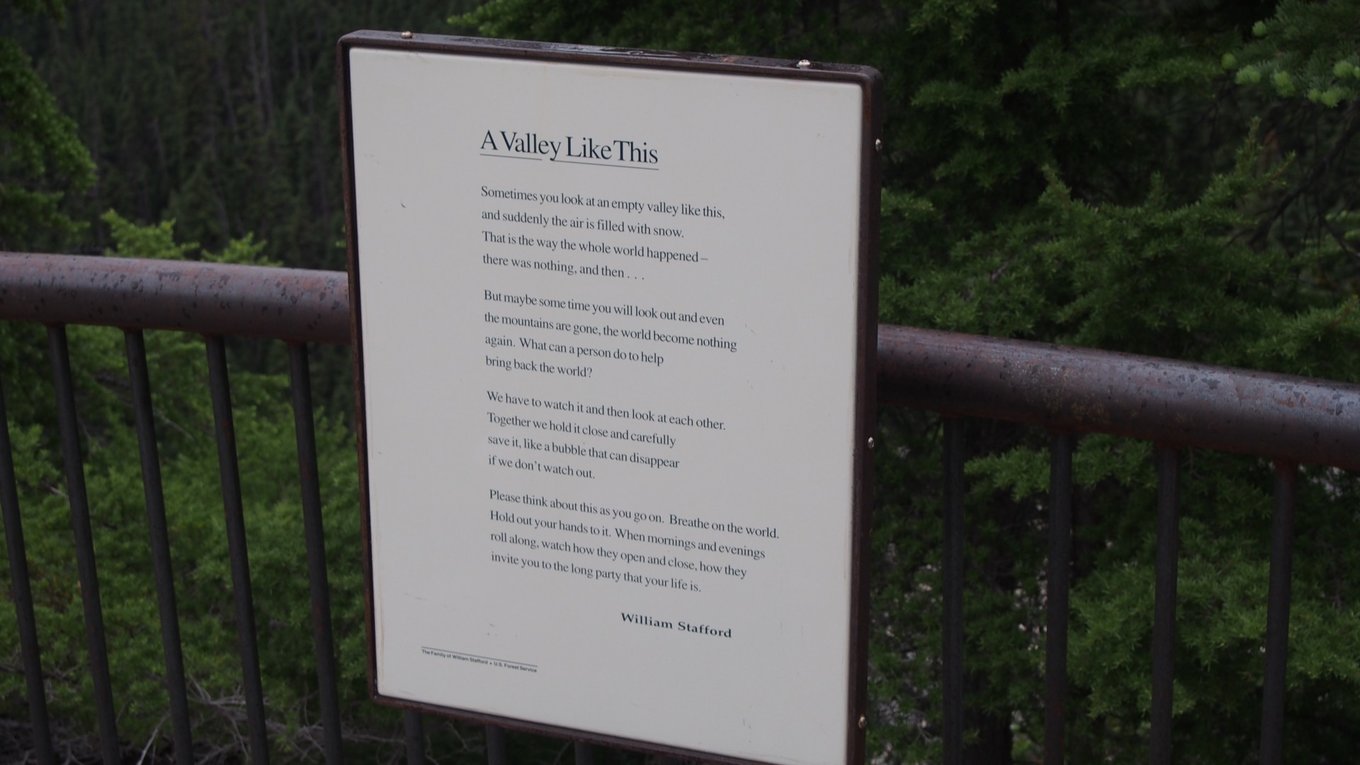 A Valley Like This
Sometimes you look at an empty valley like this,
and suddenly the air is filled with snow.
That is the way the whole world happened –
there was nothing, and then . . .
But maybe some time you will look out and even
the mountains are gone, the world become nothing
again. What can a person do to help
bring back the world?
We have to watch it and then look at each other.
Together we hold it close and carefully
save it, like a bubble that can disappear
if we don't watch out.
Please think about this as you go on. Breathe on the world.
Hold out your hands to it. When mornings and evenings
roll along, watch how they open and close, how they
invite you to the long party that your life is.
William Stafford
The Family of William Stafford • U.S. Forest Service